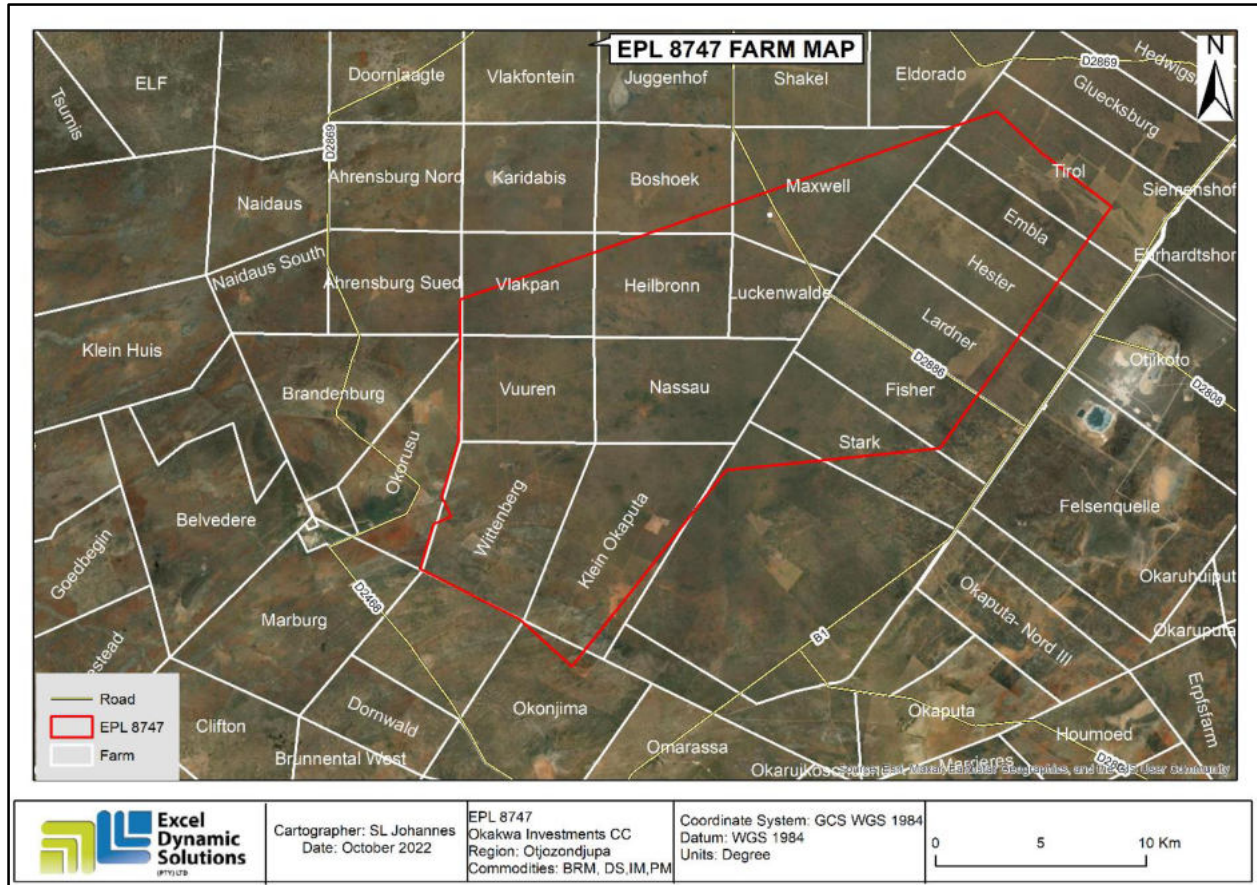 EPL 8747 FARM MAP
N
Tsumis
ELF
Doornlaagte
Vlakfontein
Juggenhof
Shakel
Eldorado
D2869
Gluecksburg
D2869
Naidaus
Ahrensburg Nord
Karidabis
Boshoek
Maxwell
Tirol
Siemenshof
Embla
Naidaus South
Ahrensburg Sued
Vlakpan
Heilbronn
Luckenwalde
Hester
Lardner
Klein Huis
Brandenburg
Vuuren
Nassau
D2886
Fisher
Otjikoto
D2808
Okorusu
Stark
Belvedere
Wittenberg
Klein Okaputa
Felsenquelle
Goedbegin
D2468
Marburg
Okaruhuiput
Okaputa- Nord III
Okaruputa
B1
estead
Erpfsfarm
Road
EPL 8747
Farm
Clifton
Dornwald
Okonjima
Okaputa
Brunnental West
Omarassa
Houmoed
Excel
Dynamic
Solutions
(PTY) LTD
Cartographer: SL Johannes
Date: October 2022
EPL 8747
Okakwa Investments CC
Region: Otjozondjupa
Commodities: BRM, DS,IM,PM
Coordinate System: GCS WGS 1984
Datum: WGS 1984
Units: Degree
0 5 10 Km